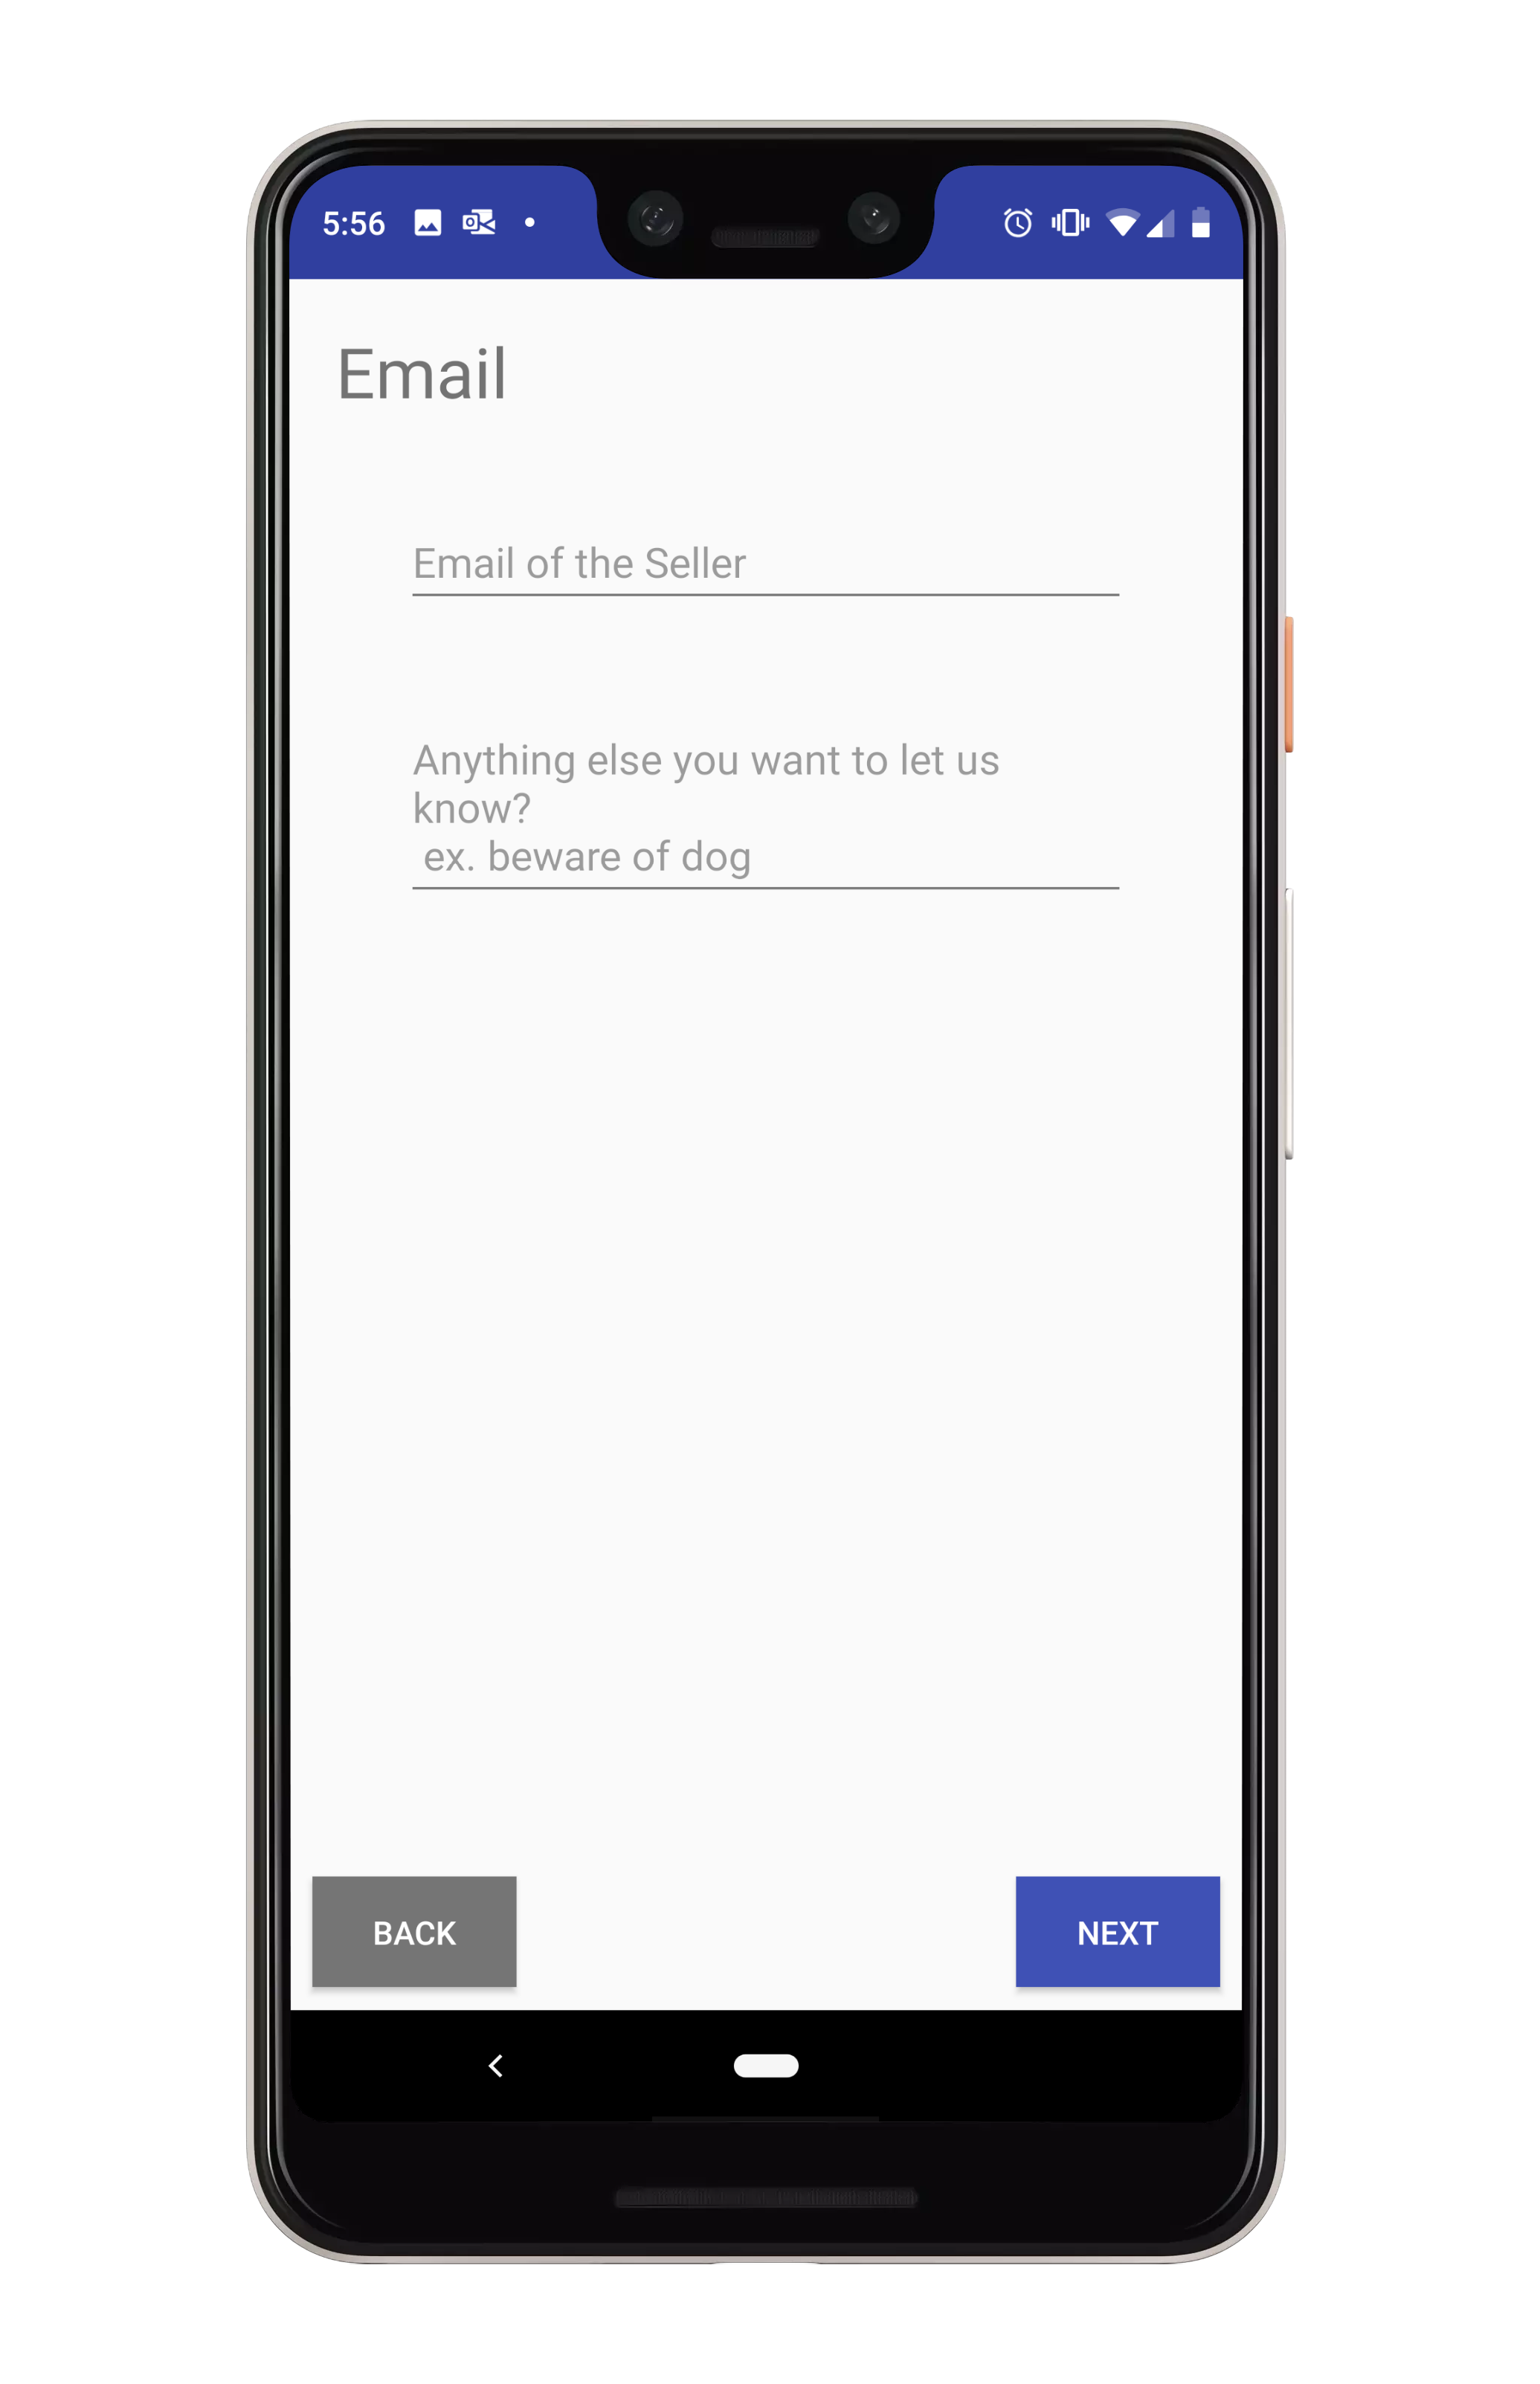 5:56
Email
Email of the Seller
Anything else you want to let us
know?
ex. beware of dog
BACK
NEXT